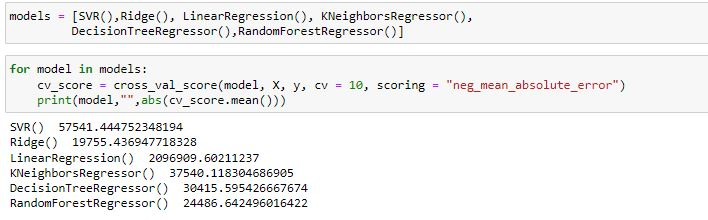 models = [SVR(),Ridge(), LinearRegression(), KNeighborsRegressor(),
DecisionTreeRegressor(),RandomForestRegressor()]
for model in models:
cv_score = cross_val_score(model, X, y, cv = 10, scoring = "neg_mean_absolute_error")
print(model,"",abs(cv_score.mean()))
SVR()  57541.444752348194
Ridge()  19755.436947718328
LinearRegression()  2096909.60211237
KNeighborsRegressor()  37540.118304686905
DecisionTreeRegressor()  30415.595426667674
RandomForestRegressor()  24486.642496016422